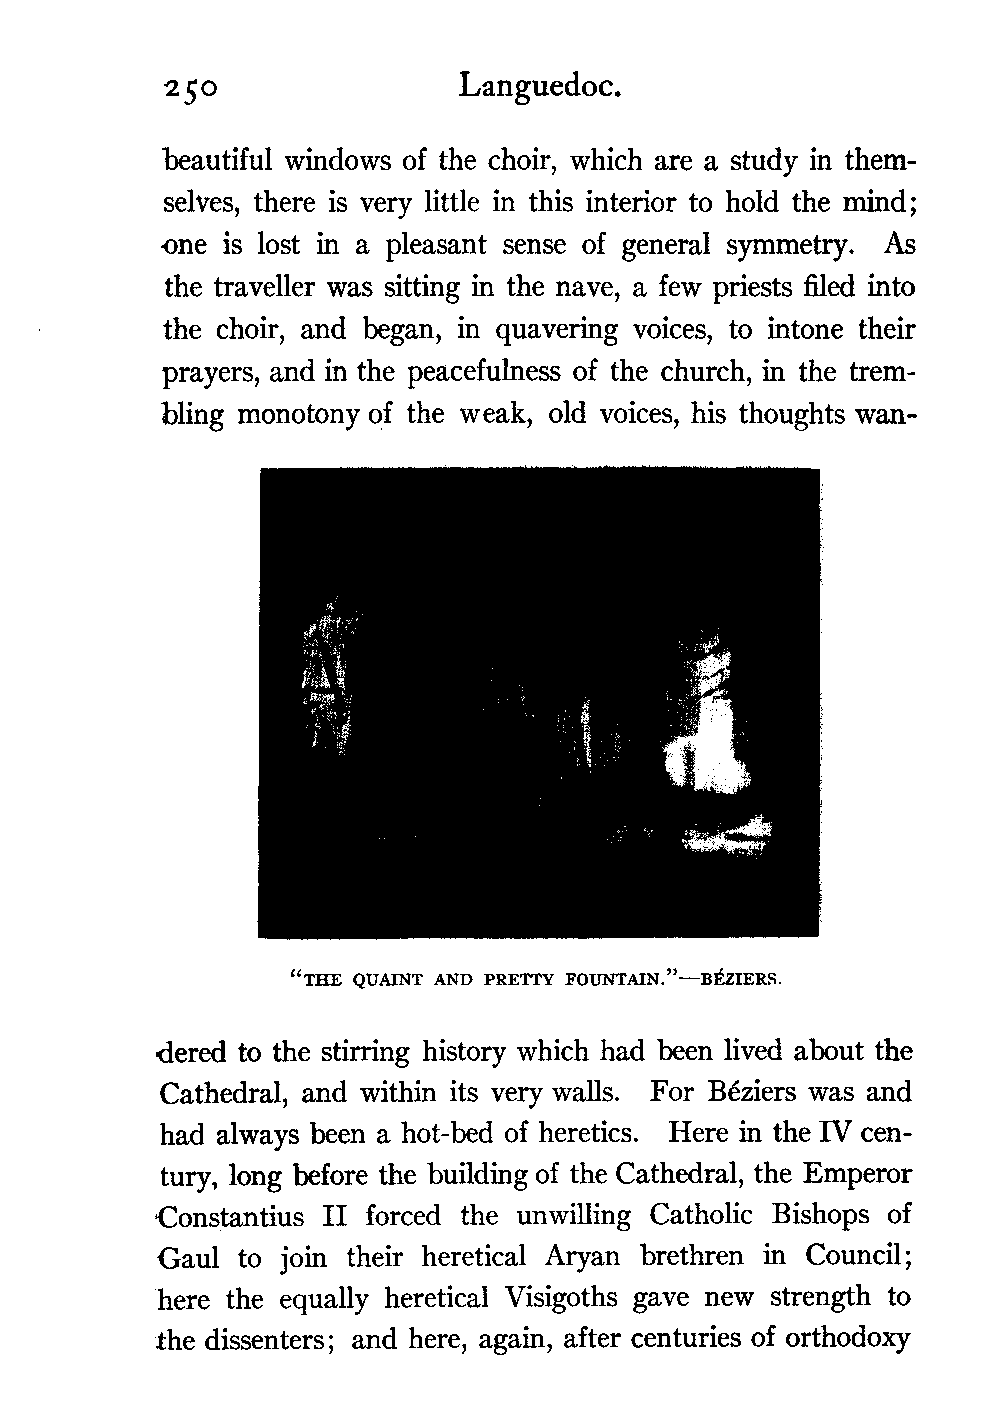 250 Languedoc.
beautiful windows of the choir, which are a study in them-
selves, there is very little in this interior to hold the mind;
one is lost in a pleasant sense of general symmetry. As
the traveller was sitting in the nave, a few priests filed into
the choir, and began, in quavering voices, to intone their
prayers, and in the peacefulness of the church, in the trem-
bling monotony of the weak, old voices, his thoughts wan-
"THE QUAINT AND PRETTY FOUNTAIN."—BÉZIERS.
dered to the stirring history which had been lived about the
Cathedral, and within its very walls. For Béziers was and
had always been a hot-bed of heretics. Here in the IV cen-
tury, long before the building of the Cathedral, the Emperor
Constantius II forced the unwilling Catholic Bishops of
Gaul to join their heretical Aryan brethren in Council;
here the equally heretical Visigoths gave new strength to
the dissenters; and here, again, after centuries of orthodoxy